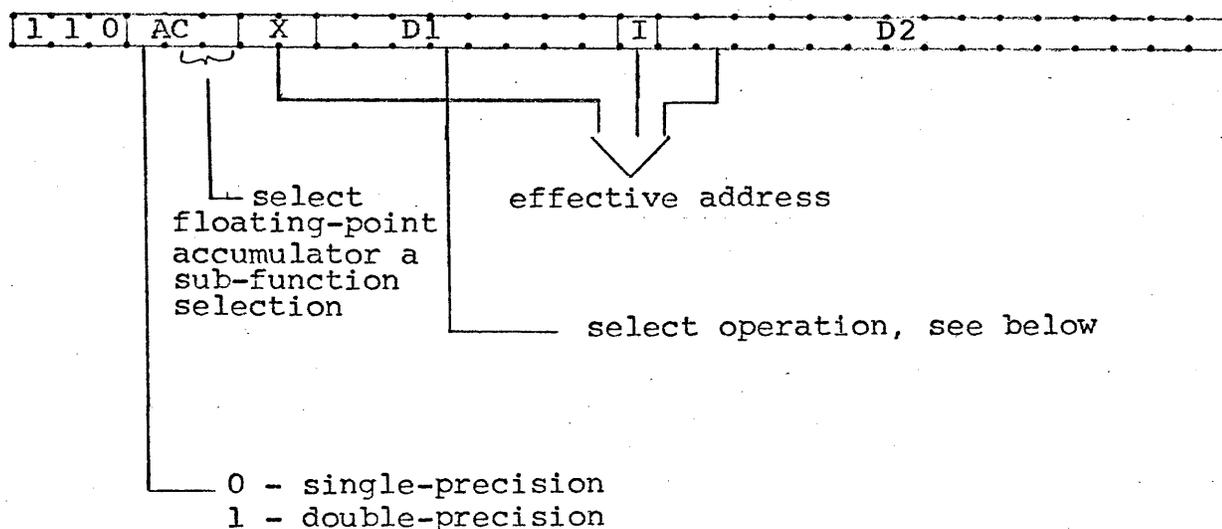 1 1 0 AC X D1 I D2
select
floating-point
accumulator a
sub-function
selection
effective address
select operation, see below
0 - single-precision
1 - double-precision